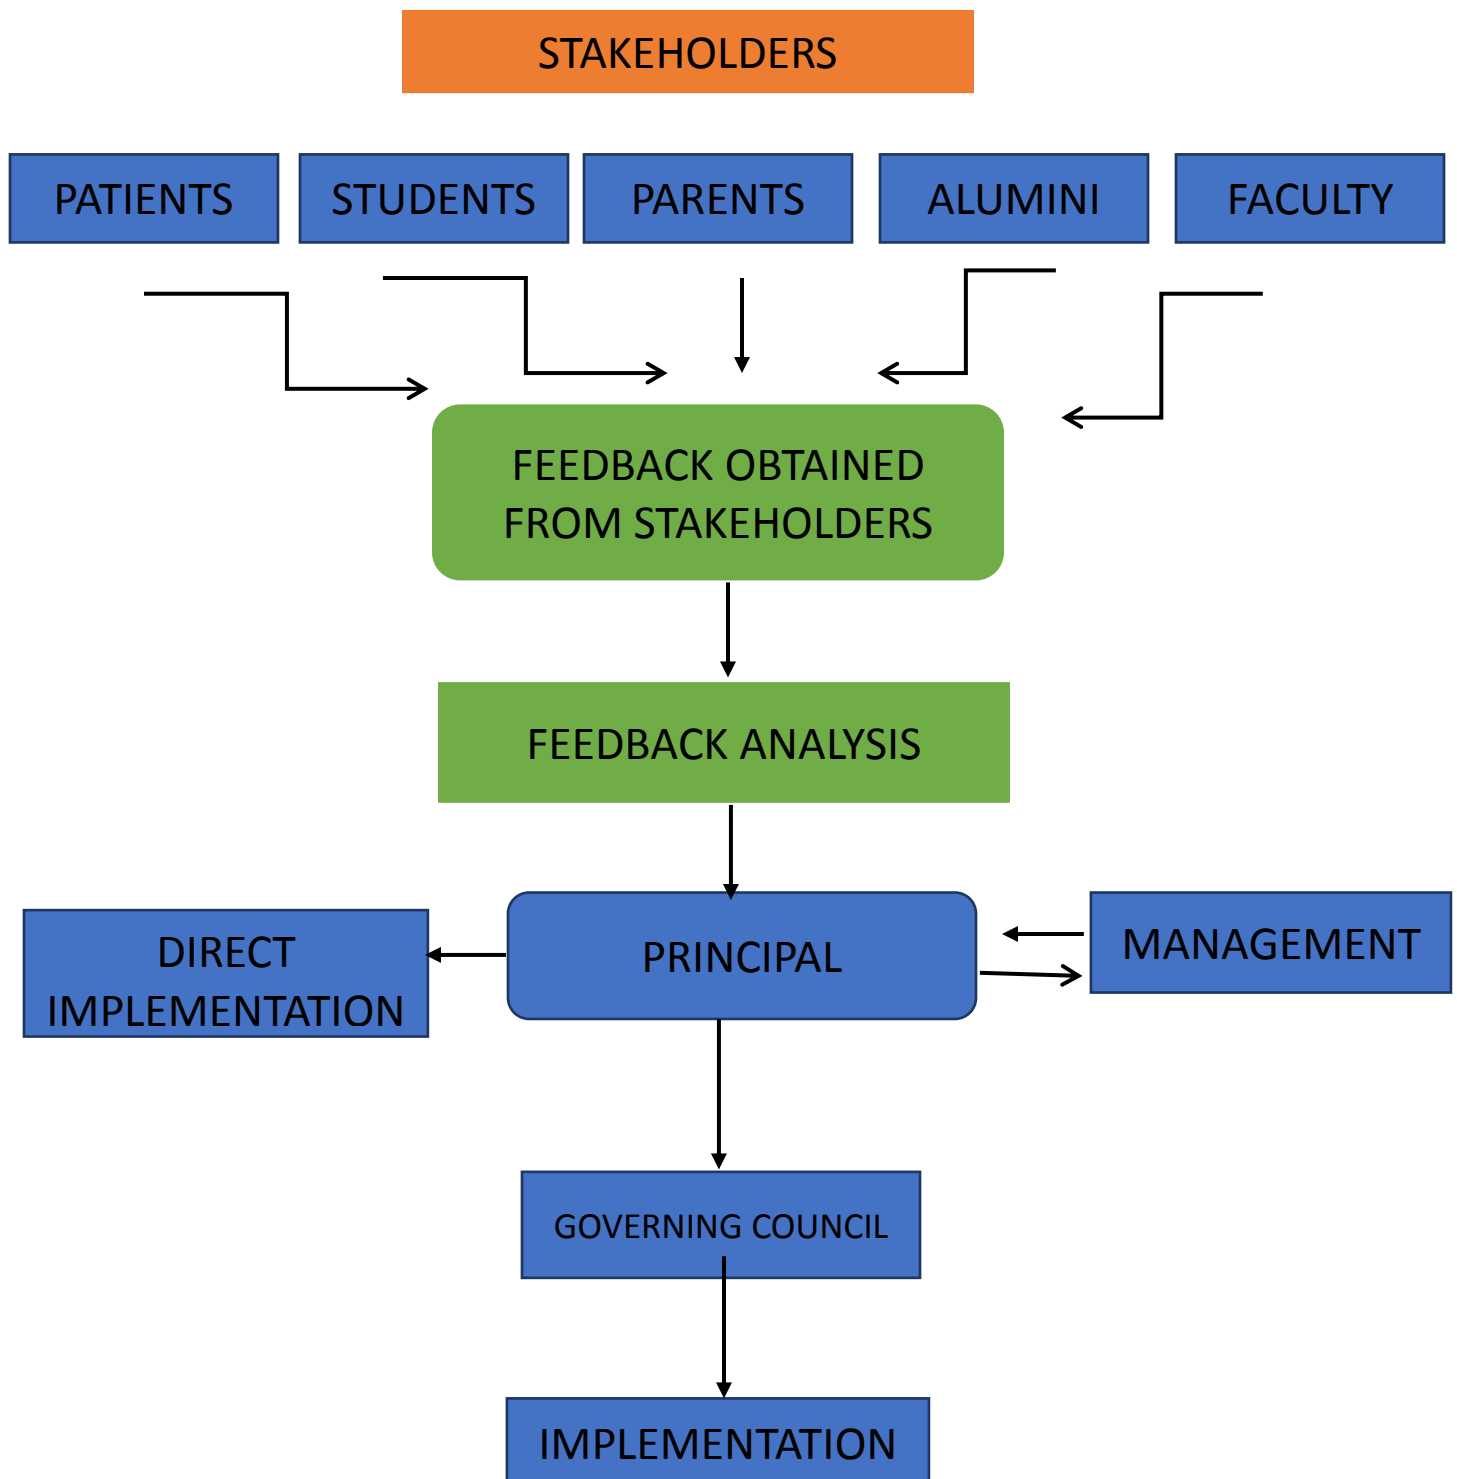 STAKEHOLDERS
PATIENTS
STUDENTS
PARENTS
ALUMINI
FACULTY
FEEDBACK OBTAINED
FROM STAKEHOLDERS
FEEDBACK ANALYSIS
DIRECT
IMPLEMENTATION
PRINCIPAL
MANAGEMENT
GOVERNING COUNCIL
IMPLEMENTATION